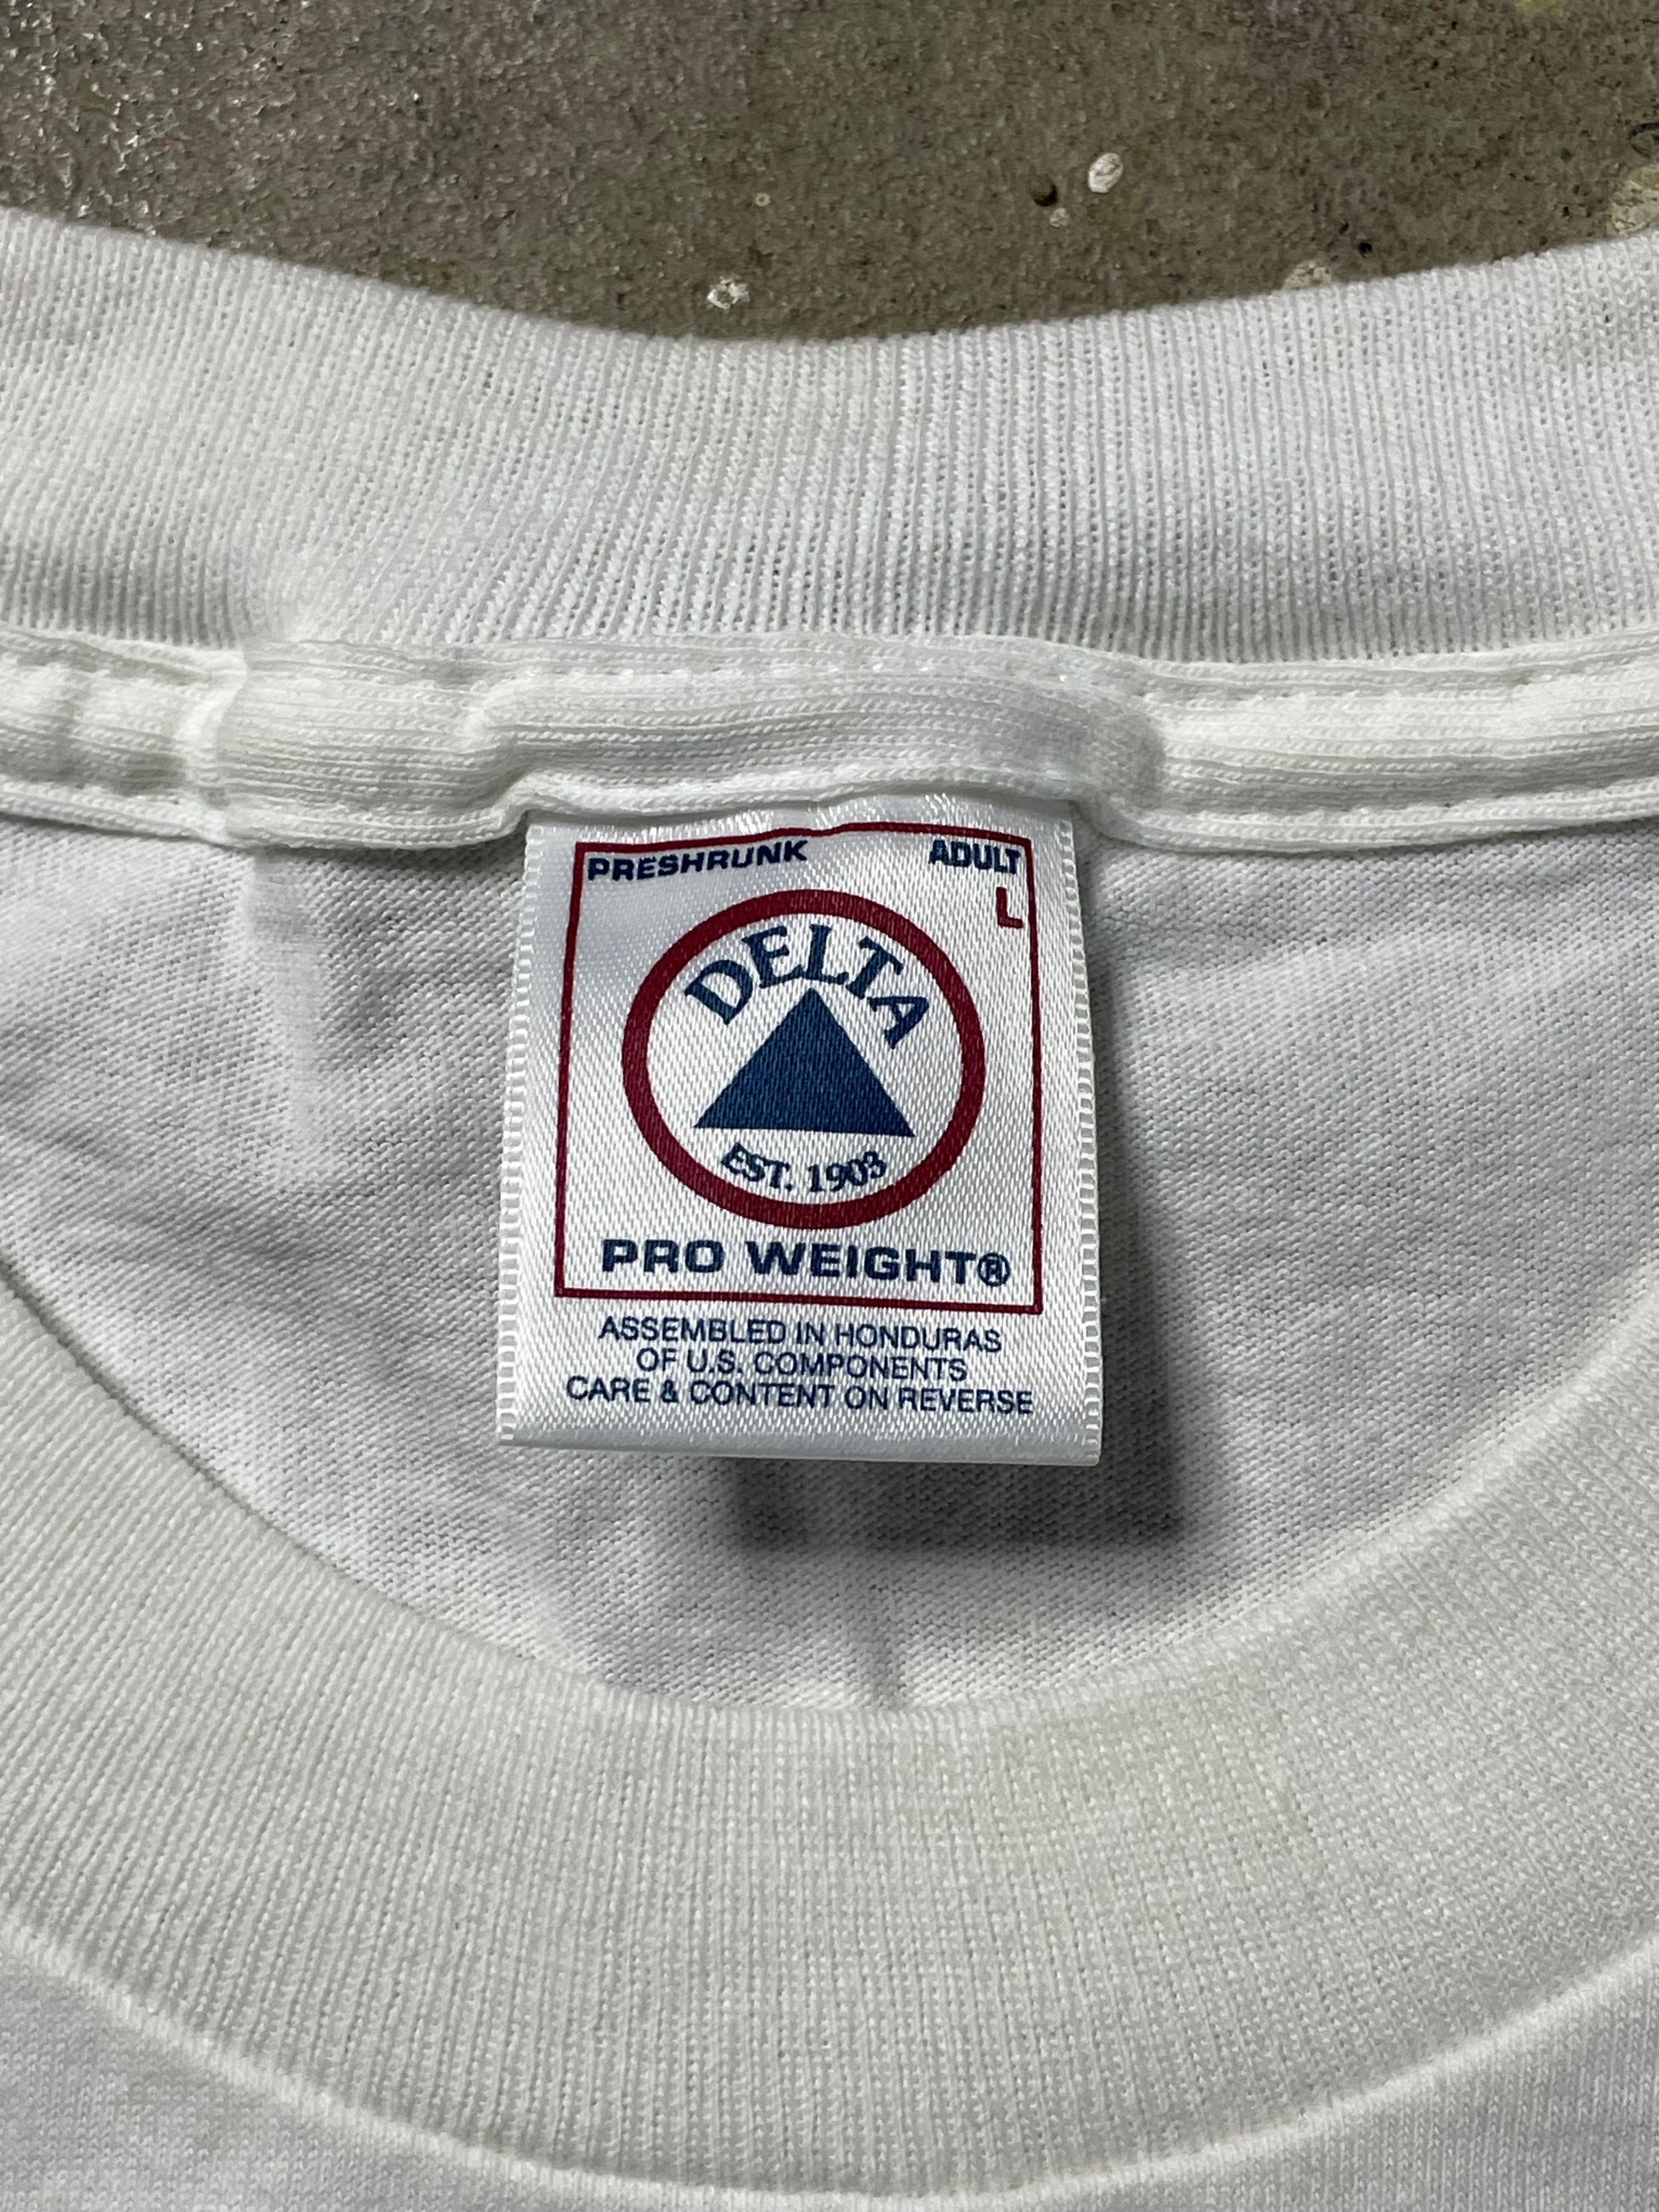 PRESHRUNK ADULT
L
DELTA
EST. 1903
PRO WEIGHT®
ASSEMBLED IN HONDURAS
OF U.S. COMPONENTS
CARE & CONTENT ON REVERSE